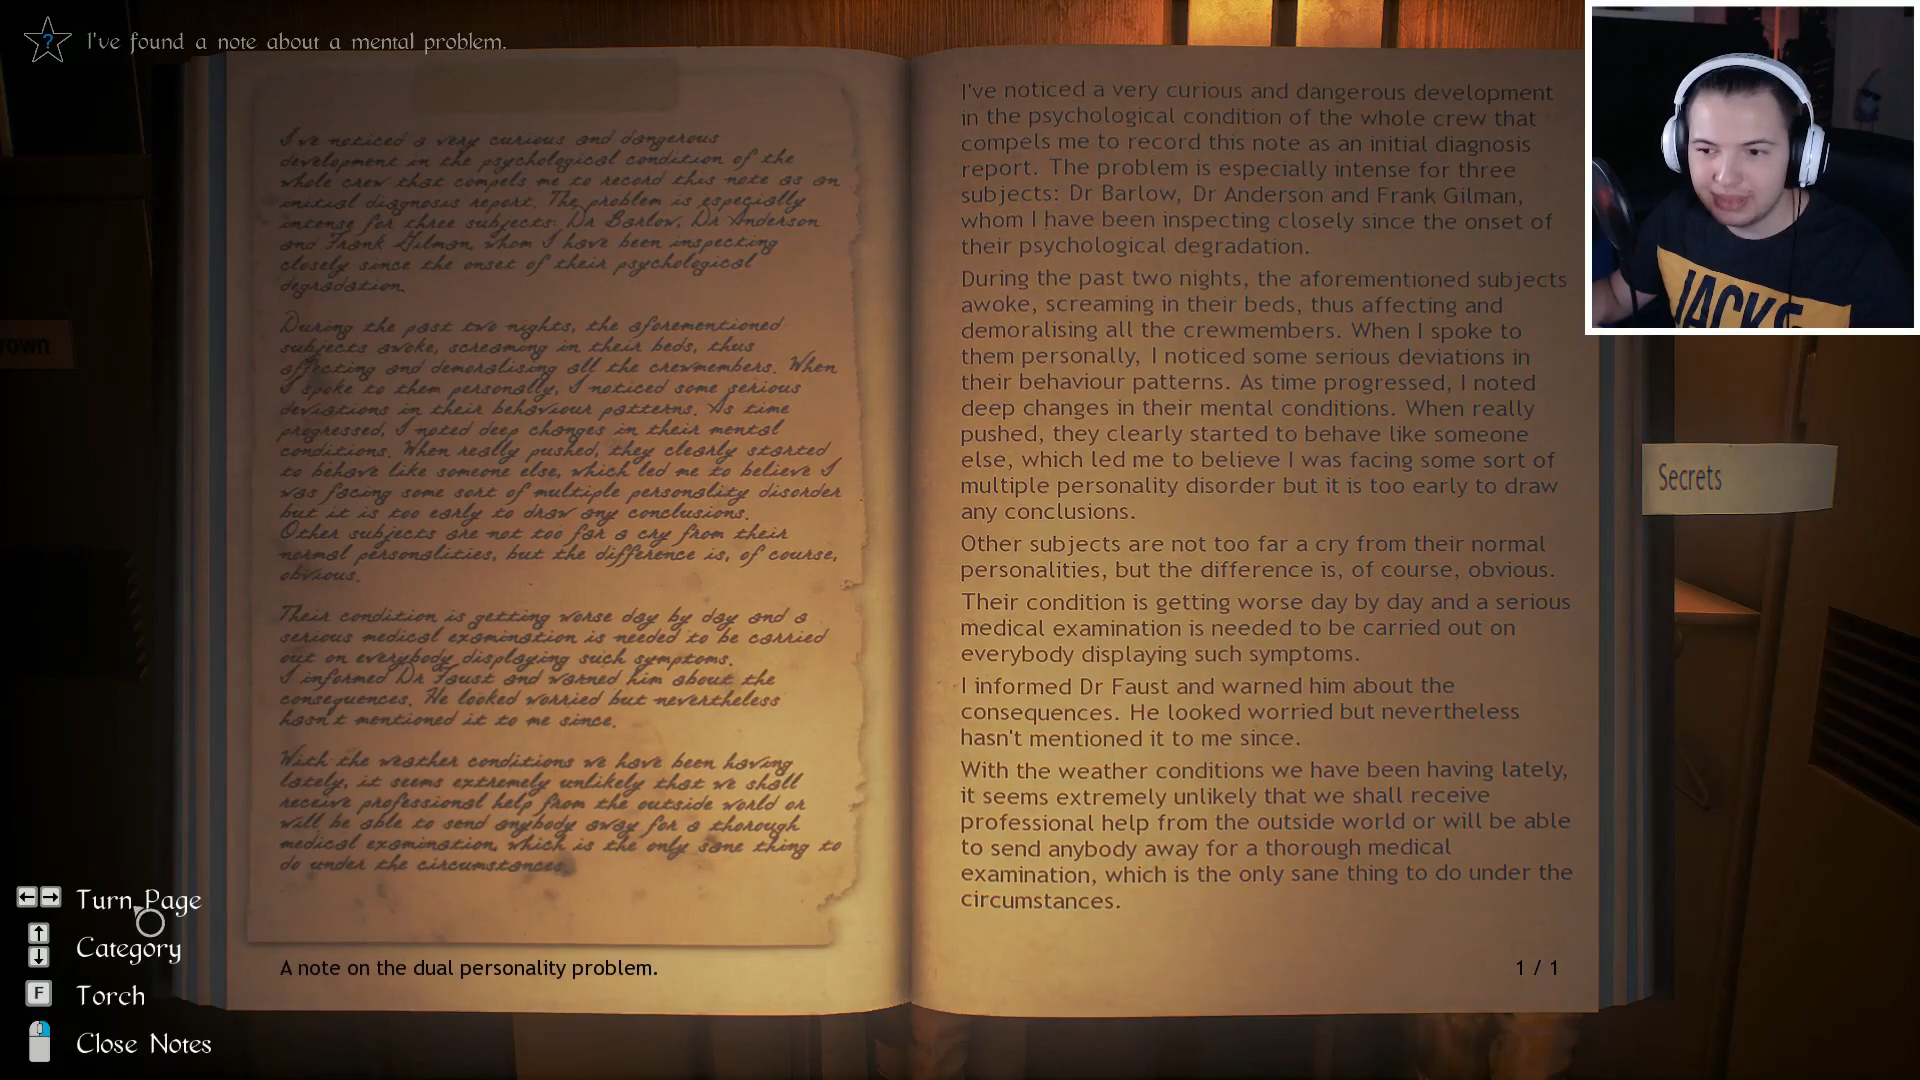 I've found a note about a mental problem.
I've noticed a very curious and dangerous
development in the psychological condition of the
whole crew that compels me to record this note as an
initial diagnosis report. The problem is especially
intense for three subjects: Dr Barlow, Dr Anderson
and Frank Gilman, whom I have been inspecting
closely since the onset of their psychological
degradation.
During the past two nights, the aforementioned
subjects awoke, screaming in their beds, thus
affecting and demoralising all the crewmembers. When
I spoke to them personally, I noticed some serious
deviations in their behaviour patterns. As time
progressed, I noted deep changes in their mental
conditions. When really pushed, they clearly started
to behave like someone else, which led me to believe I
was facing some sort of multiple personality disorder
but it is too early to draw any conclusions.
Other subjects are not too far a cry from their
normal personalities, but the difference is, of course,
obvious.
Their condition is getting worse day by day and a
serious medical examination is needed to be carried
out on everybody displaying such symptoms.
I informed Dr Faust and warned him about the
consequences. He looked worried but nevertheless
hasn't mentioned it to me since.
With the weather conditions we have been having
lately, it seems extremely unlikely that we shall
receive professional help from the outside world or
will be able to send anybody away for a thorough
medical examination, which is the only sane thing to
do under the circumstances.
A note on the dual personality problem.
I've noticed a very curious and dangerous development
in the psychological condition of the whole crew that
compels me to record this note as an initial diagnosis
report. The problem is especially intense for three
subjects: Dr Barlow, Dr Anderson and Frank Gilman,
whom I have been inspecting closely since the onset of
their psychological degradation.
During the past two nights, the aforementioned subjects
awoke, screaming in their beds, thus affecting and
demoralising all the crewmembers. When I spoke to
them personally, I noticed some serious deviations in
their behaviour patterns. As time progressed, I noted
deep changes in their mental conditions. When really
pushed, they clearly started to behave like someone
else, which led me to believe I was facing some sort of
multiple personality disorder but it is too early to draw
any conclusions.
Other subjects are not too far a cry from their normal
personalities, but the difference is, of course, obvious.
Their condition is getting worse day by day and a serious
medical examination is needed to be carried out on
everybody displaying such symptoms.
I informed Dr Faust and warned him about the
consequences. He looked worried but nevertheless
hasn't mentioned it to me since.
With the weather conditions we have been having lately,
it seems extremely unlikely that we shall receive
professional help from the outside world or will be able
to send anybody away for a thorough medical
examination, which is the only sane thing to do under the
circumstances.
1 / 1
Secrets
JACKS
rown
Turn Page
Category
F Torch
Close Notes